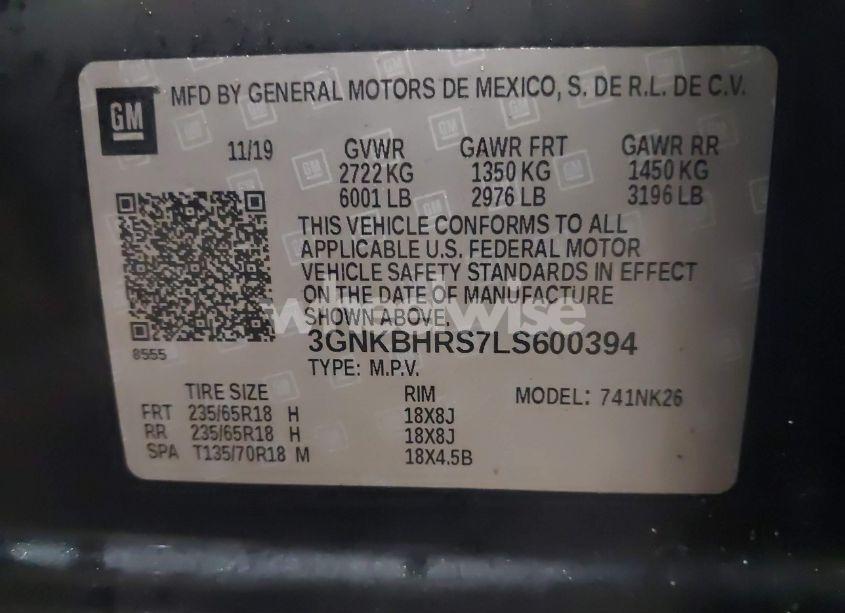 GM MFD BY GENERAL MOTORS DE MEXICO, S. DE R.L. DE C.V.
11/19 GVWR GAWR FRT GAWR RR
2722 KG 1350 KG 1450 KG
6001 LB 2976 LB 3196 LB
THIS VEHICLE CONFORMS TO ALL
APPLICABLE U.S. FEDERAL MOTOR
VEHICLE SAFETY STANDARDS IN EFFECT
ON THE DATE OF MANUFACTURE
SHOWN ABOVE.
8555
3GNKBHRS7LS600394
TYPE: M.P.V.
TIRE SIZE RIM MODEL: 741NK26
FRT 235/65R18 H 18X8J
RR 235/65R18 H 18X8J
SPA T135/70R18 M 18X4.5B